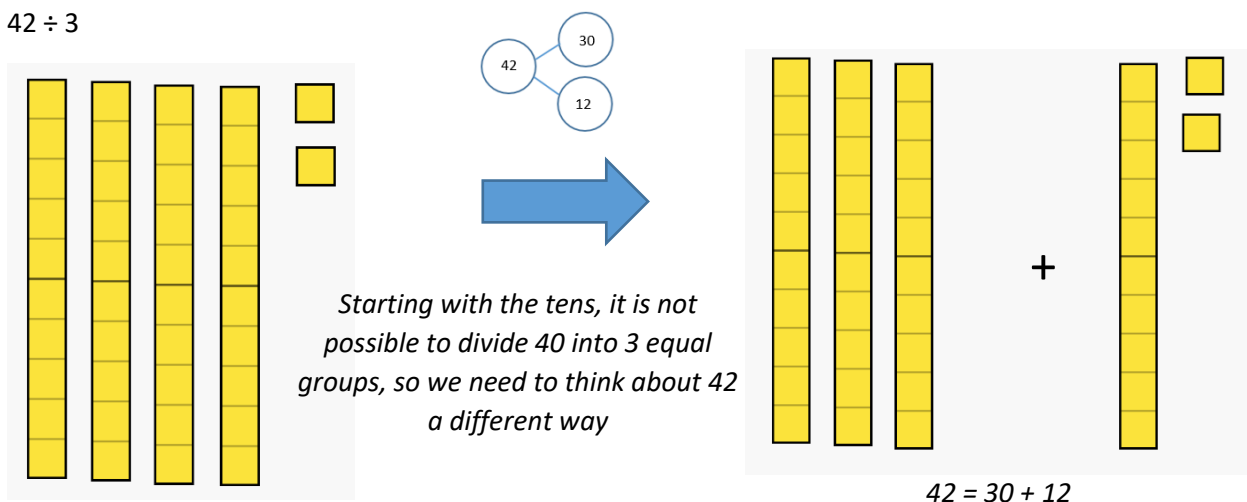 42 ÷ 3
30
42
12
+
Starting with the tens, it is not
possible to divide 40 into 3 equal
groups, so we need to think about 42
a different way
42 = 30 + 12